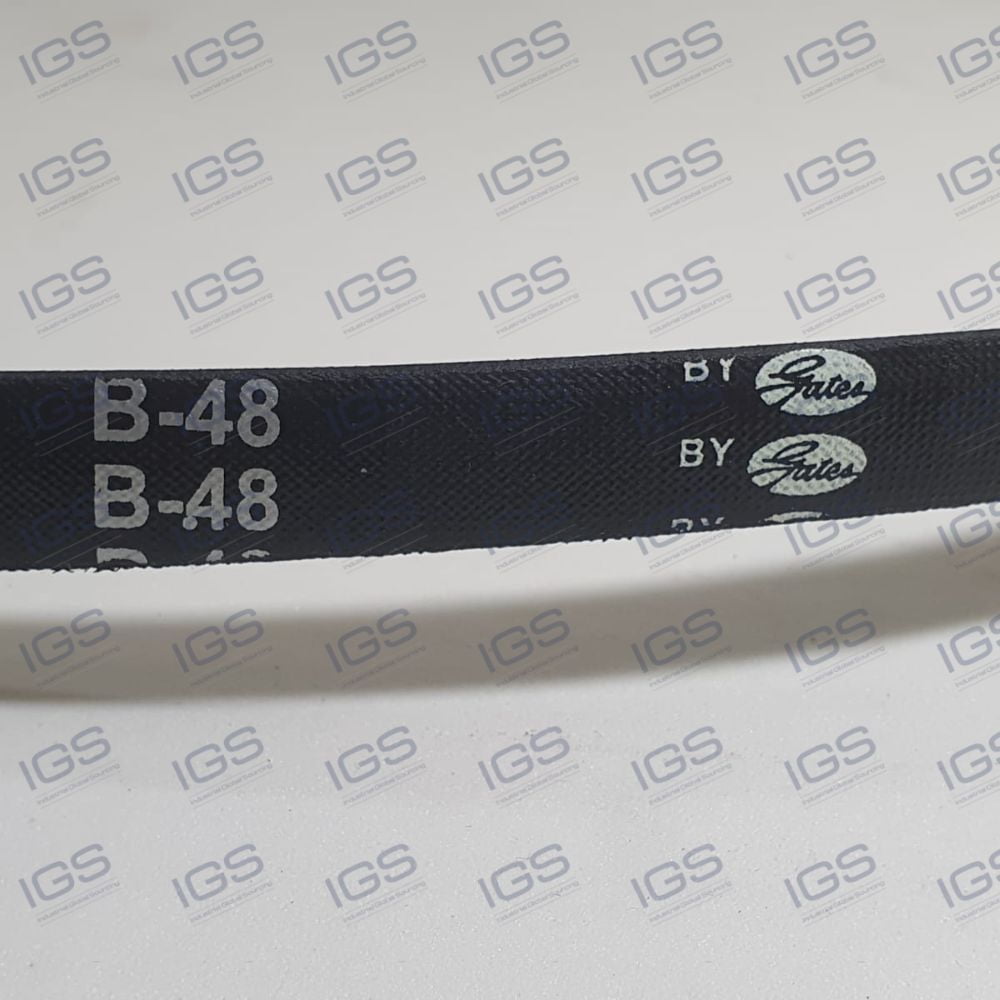 IGS
Industrial Global Sourcing
B-48
BY Gates
B-48
BY Gates